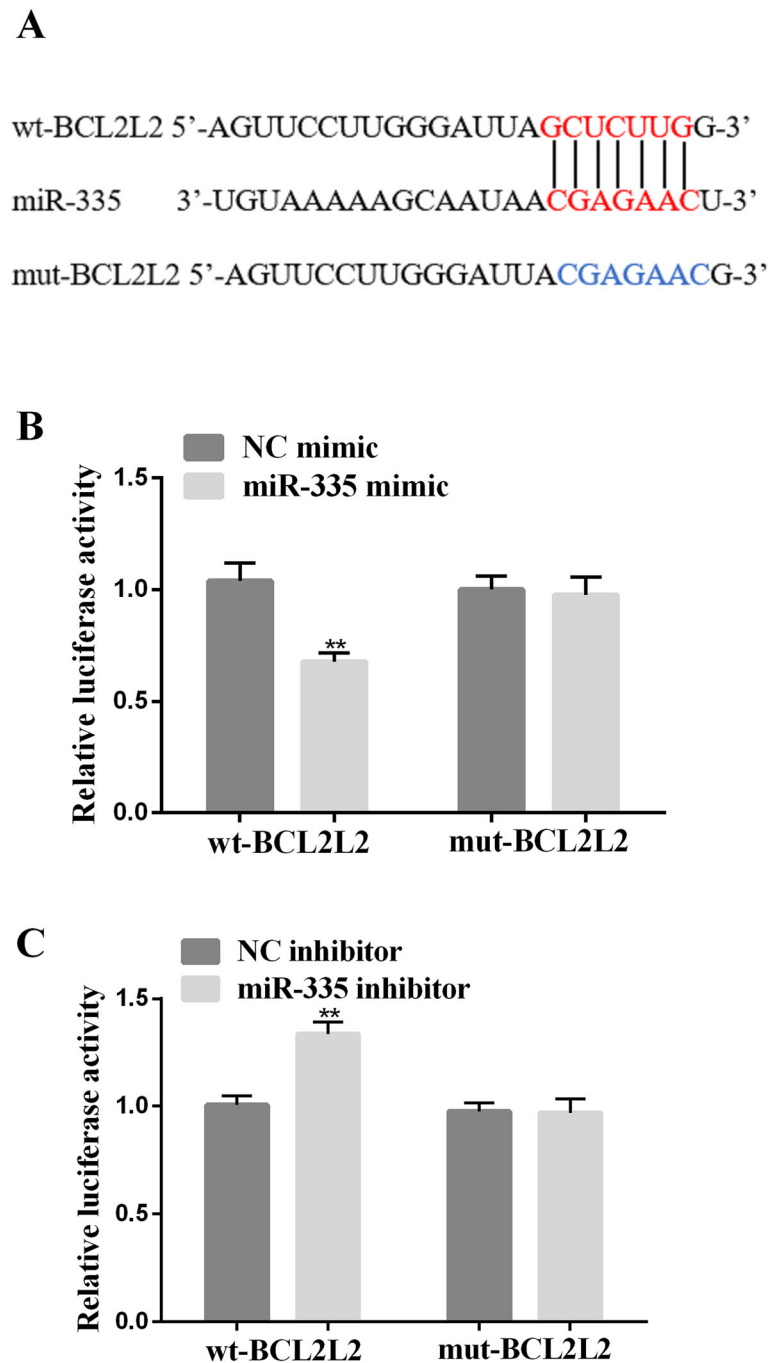 A
wt-BCL2L2 5’-AGUUCCUUGGGAUUAGCUCUUGG-3’
miR-335 3’-UGUAAAAAGCAAUAACGAGAACU-3’
mut-BCL2L2 5’-AGUUCCUUGGGAUUACGAGAACG-3’
B
NC mimic
miR-335 mimic
Relative luciferase activity
1.5
1.0
0.5
0.0
**
wt-BCL2L2 mut-BCL2L2
C
NC inhibitor
miR-335 inhibitor
Relative luciferase activity
1.5
1.0
0.5
0.0
**
wt-BCL2L2 mut-BCL2L2